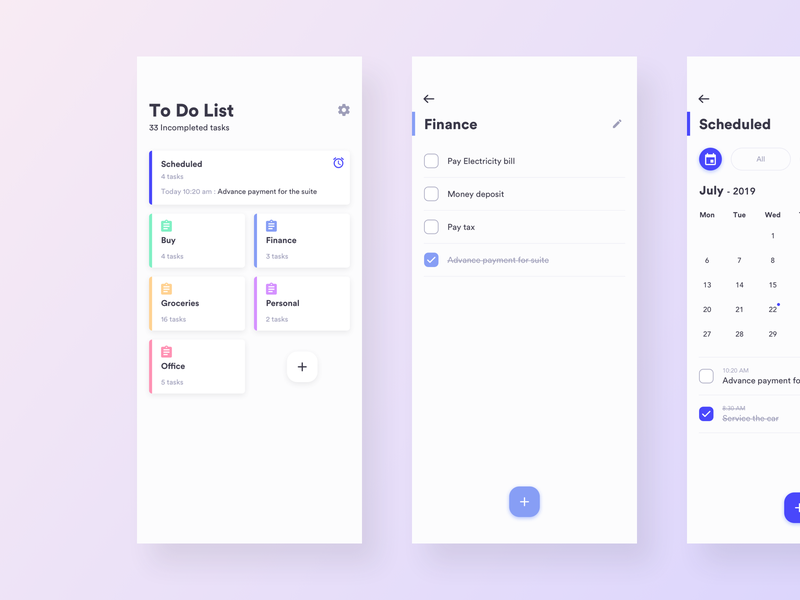 To Do List
33 Incompleted tasks
Scheduled
4 tasks
Today 10:20 am : Advance payment for the suite
Buy
4 tasks
Finance
3 tasks
Groceries
16 tasks
Personal
2 tasks
Office
5 tasks
+
Finance
Pay Electricity bill
Money deposit
Pay tax
Advance payment for suite
+
Scheduled
All
July - 2019
Mon Tue Wed
1
6 7 8
13 14 15
20 21 22
27 28 29
10:20 AM
Advance payment fo
8:30 AM
Service the car